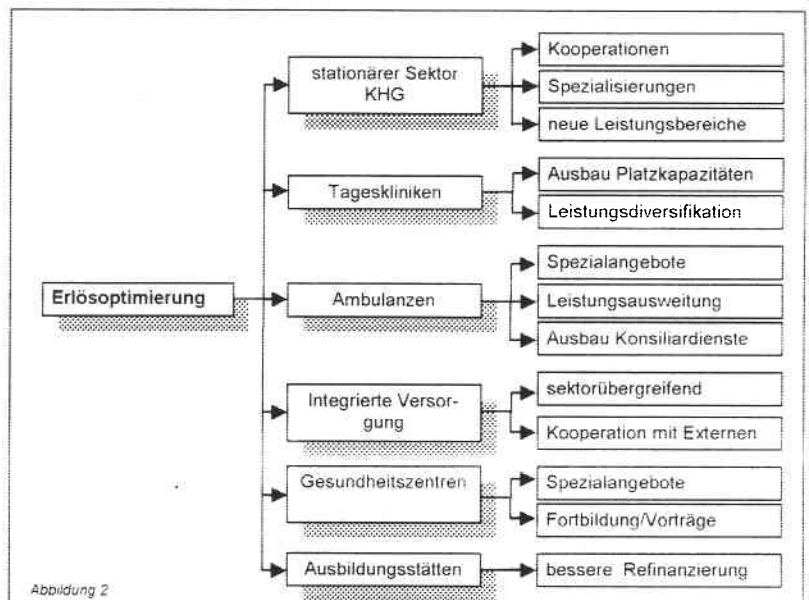 Erlösoptimierung
stationärer Sektor
KHG
Kooperationen
Spezialisierungen
neue Leistungsbereiche
Tageskliniken
Ausbau Platzkapazitäten
Leistungsdiversifikation
Ambulanzen
Spezialangebote
Leistungsausweitung
Ausbau Konsiliardienste
Integrierte Versor-
gung
sektorübergreifend
Kooperation mit Externen
Gesundheitszentren
Spezialangebote
Fortbildung/Vorträge
Ausbildungsstätten
bessere Refinanzierung
Abbildung 2